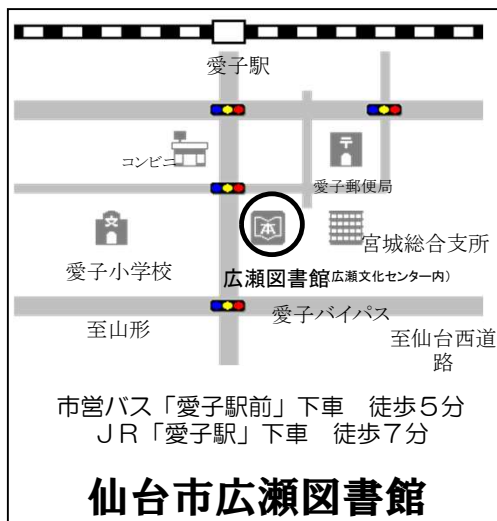 愛子駅
コンビニ
〒
愛子郵便局
文
本
愛子小学校
宮城総合支所
広瀬図書館(広瀬文化センター内)
至山形
愛子バイパス
至仙台西道
路
市営バス「愛子駅前」下車 徒歩5分
JR「愛子駅」下車 徒歩7分
仙台市広瀬図書館